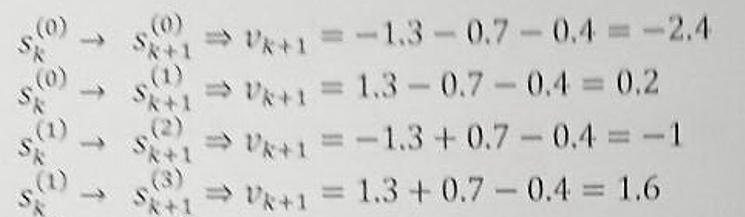 s_k^(0) → s_{k+1}^(0) ⇒ v_{k+1} = −1.3 − 0.7 − 0.4 = −2.4
s_k^(0) → s_{k+1}^(1) ⇒ v_{k+1} = 1.3 − 0.7 − 0.4 = 0.2
s_k^(1) → s_{k+1}^(2) ⇒ v_{k+1} = −1.3 + 0.7 − 0.4 = −1
s_k^(1) → s_{k+1}^(3) ⇒ v_{k+1} = 1.3 + 0.7 − 0.4 = 1.6